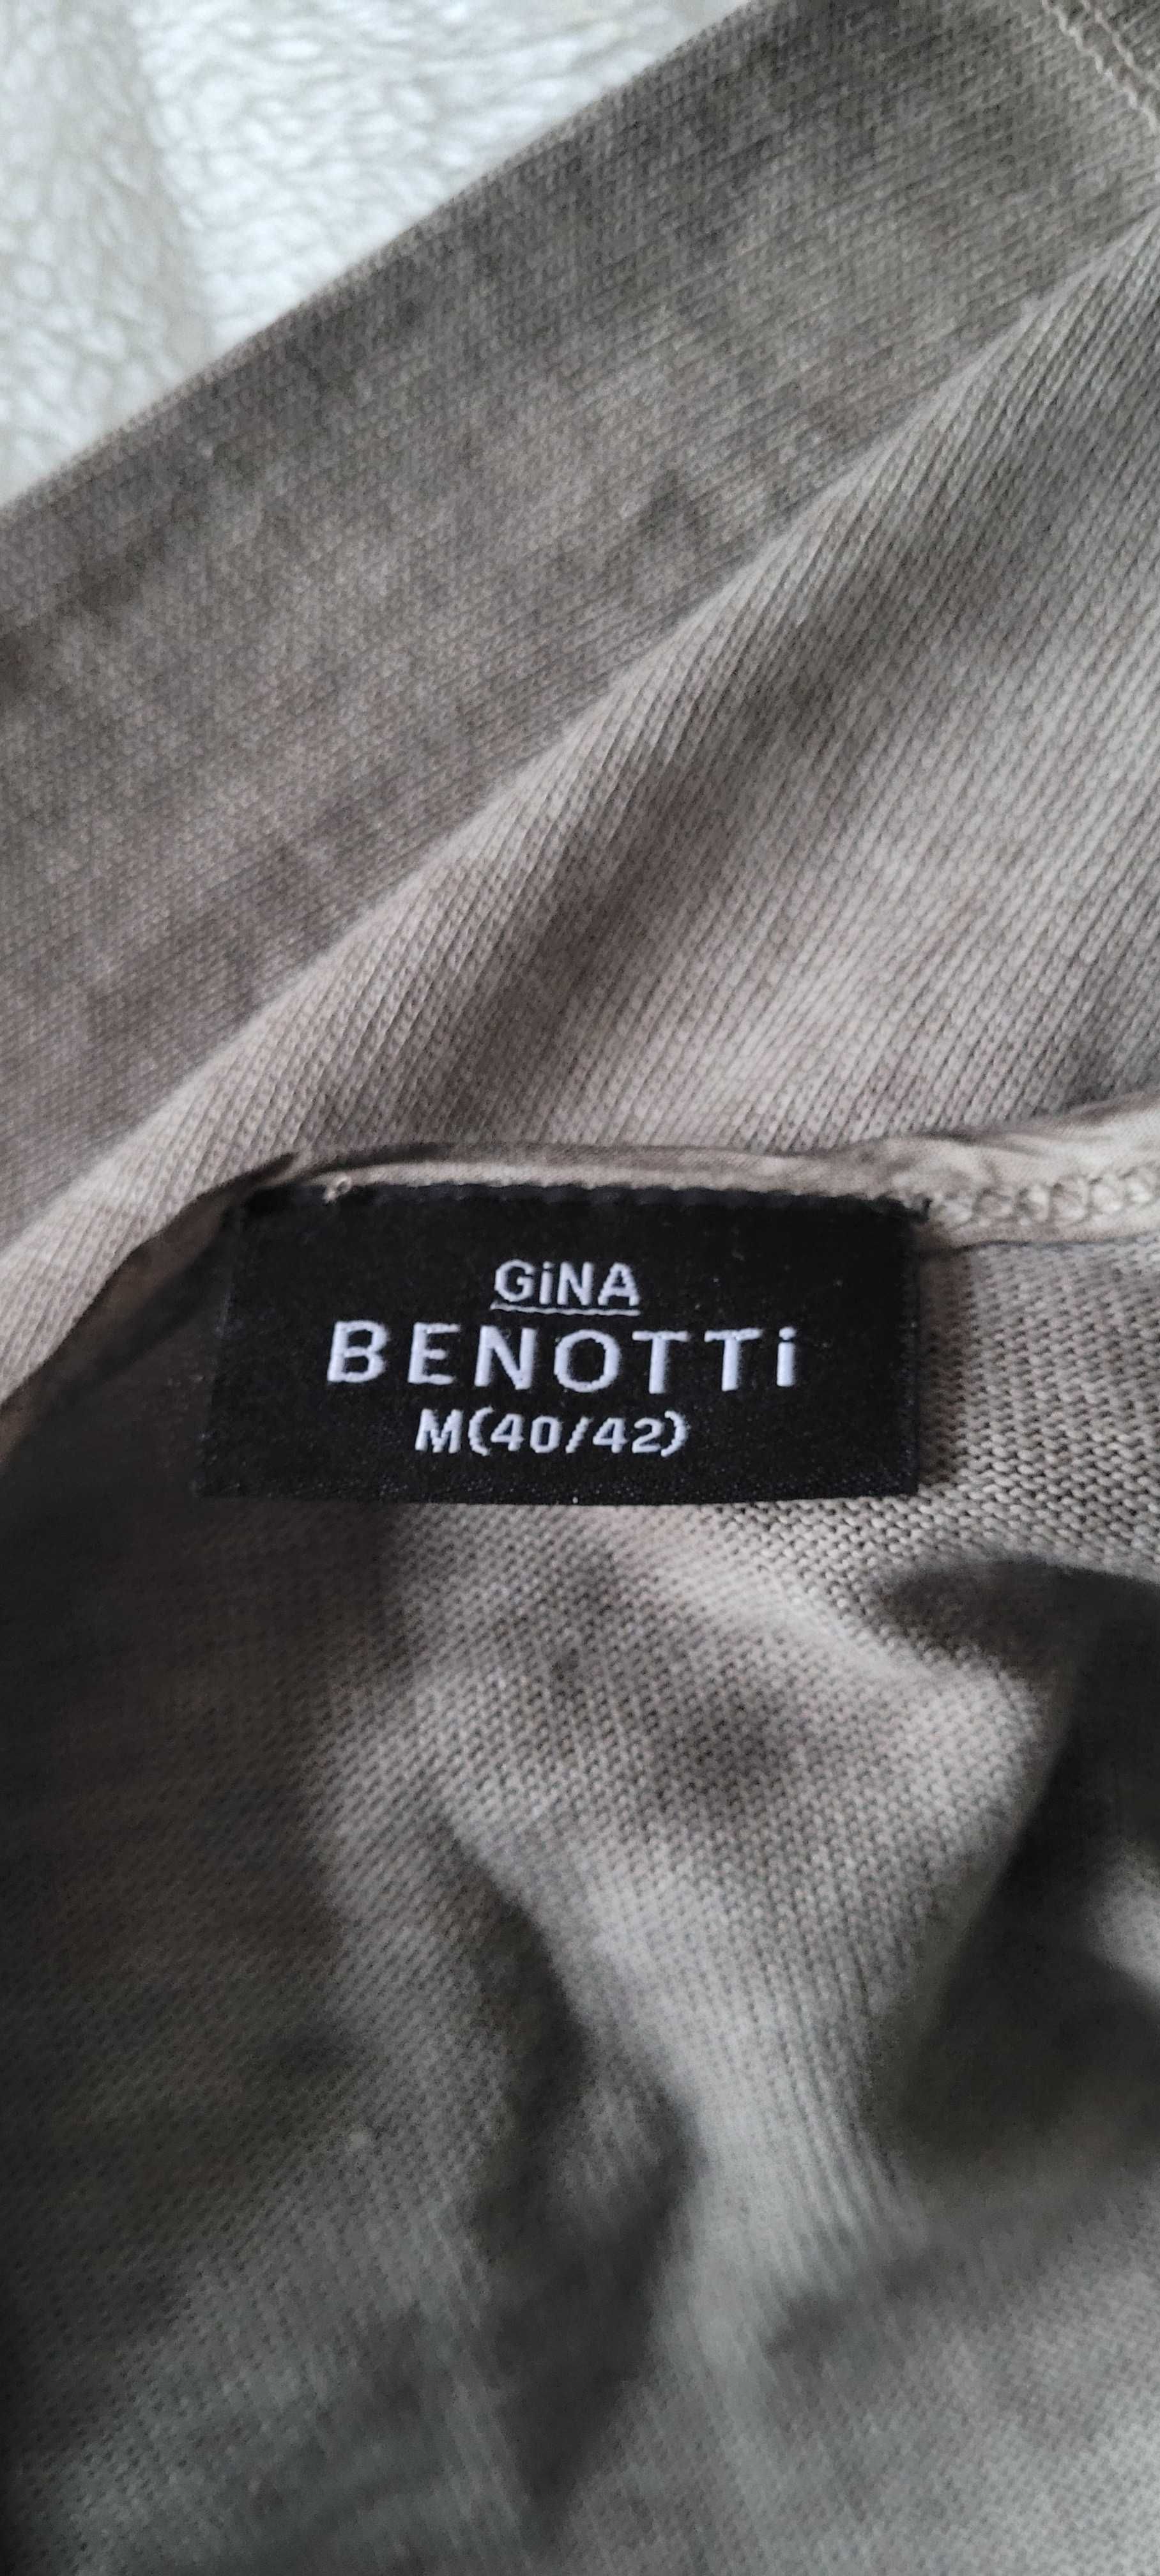 GiNA
BENOTTi
M(40/42)